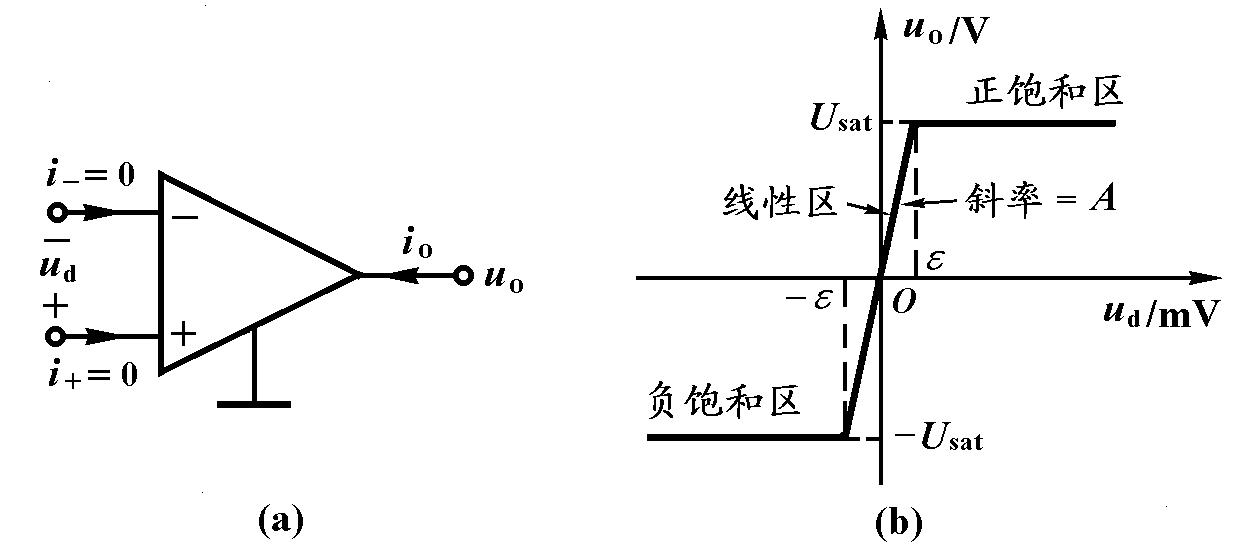 i₋=0
−
−
u_d
i_o
u_o
+
+
i₊=0
(a)
u_o/V
正饱和区
U_sat
线性区
斜率 = A
ε
−ε
O
u_d/mV
负饱和区
−U_sat
(b)